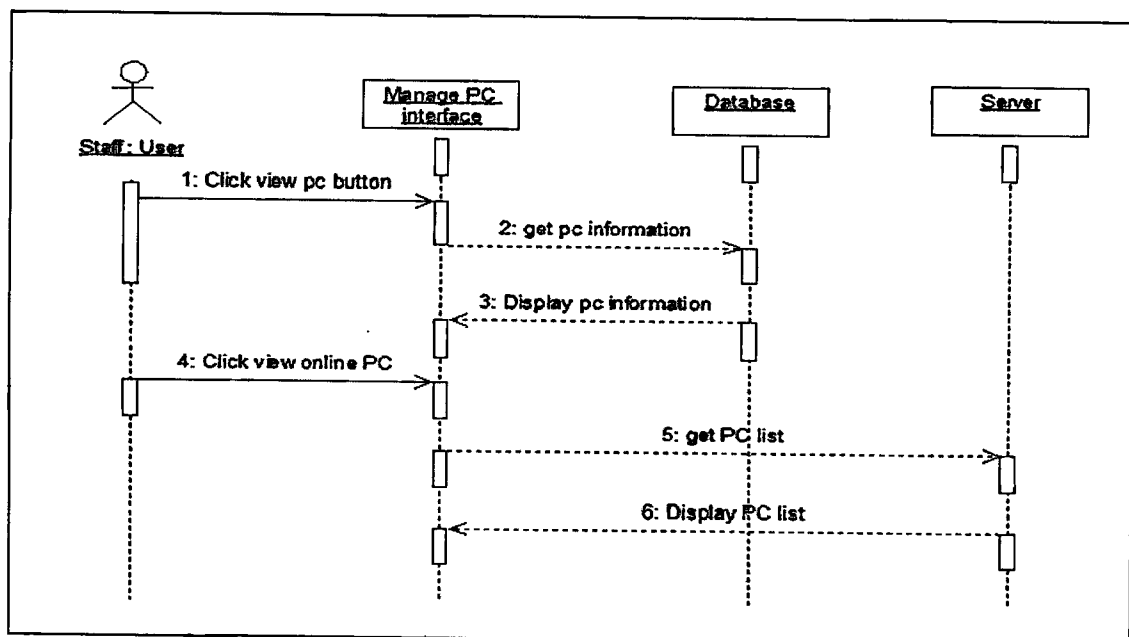 Manage PC
interface
Database
Server
Staff : User
1: Click view pc button
2: get pc information
3: Display pc information
4: Click view online PC
5: get PC list
6: Display PC list